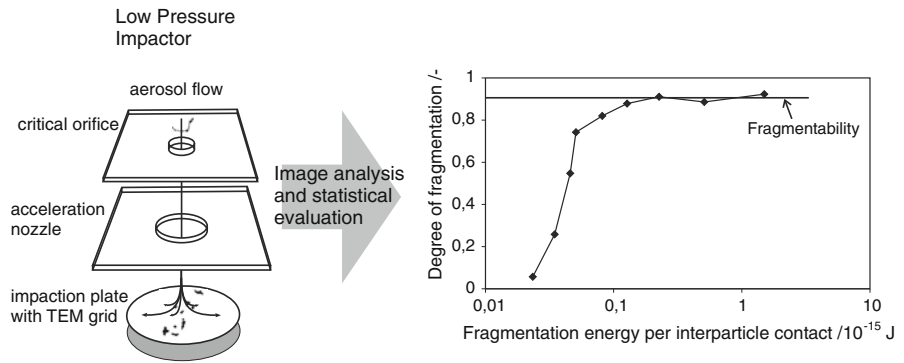 Low Pressure
Impactor
aerosol flow
critical orifice
acceleration
nozzle
impaction plate
with TEM grid
Image analysis
and statistical
evaluation
Degree of fragmentation /-
1
0,8
0,6
0,4
0,2
0
Fragmentability
0,01
0,1
1
10
Fragmentation energy per interparticle contact /10⁻¹⁵ J